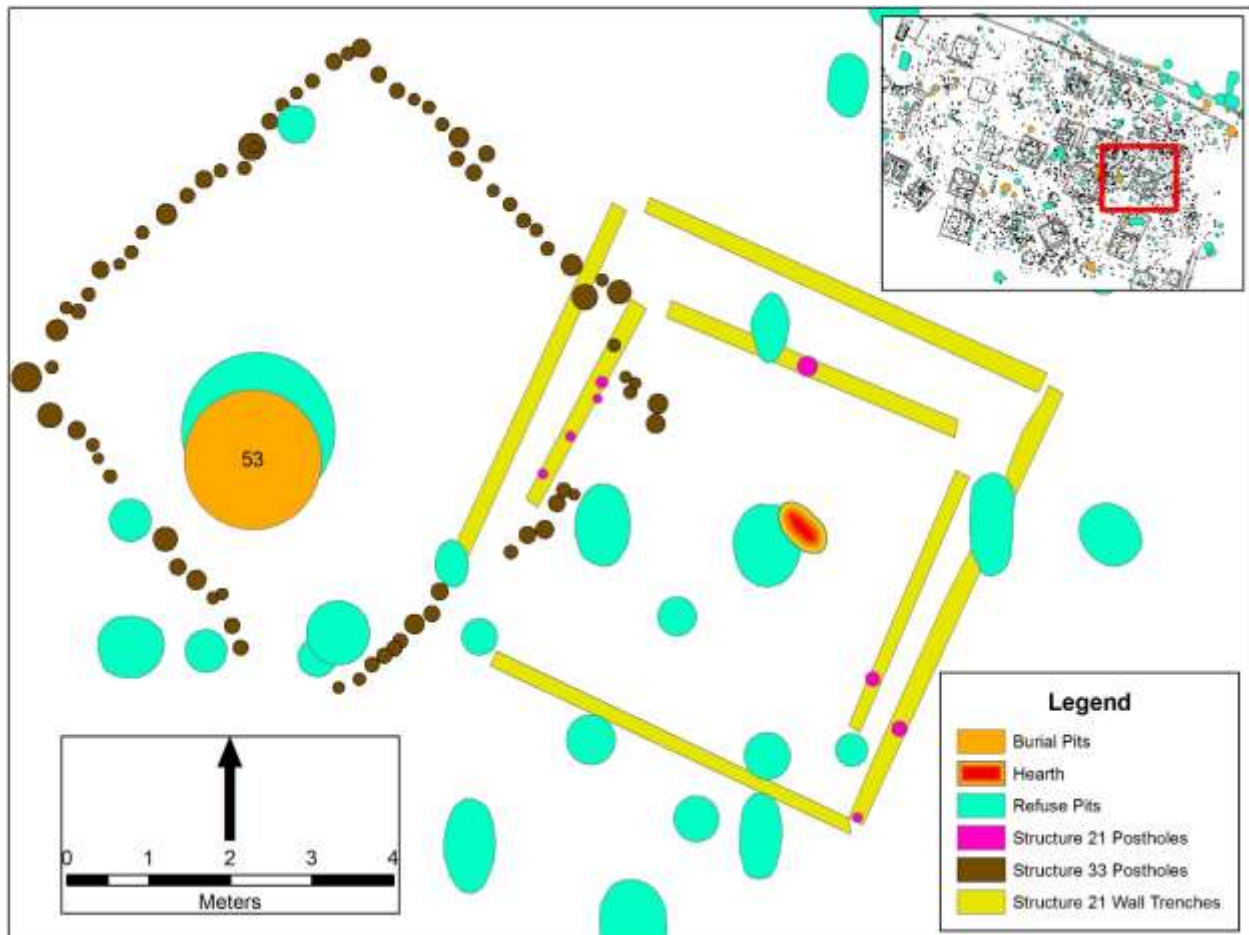 53
Legend
Burial Pits
Hearth
Refuse Pits
Structure 21 Postholes
Structure 33 Postholes
Structure 21 Wall Trenches
0 1 2 3 4
Meters